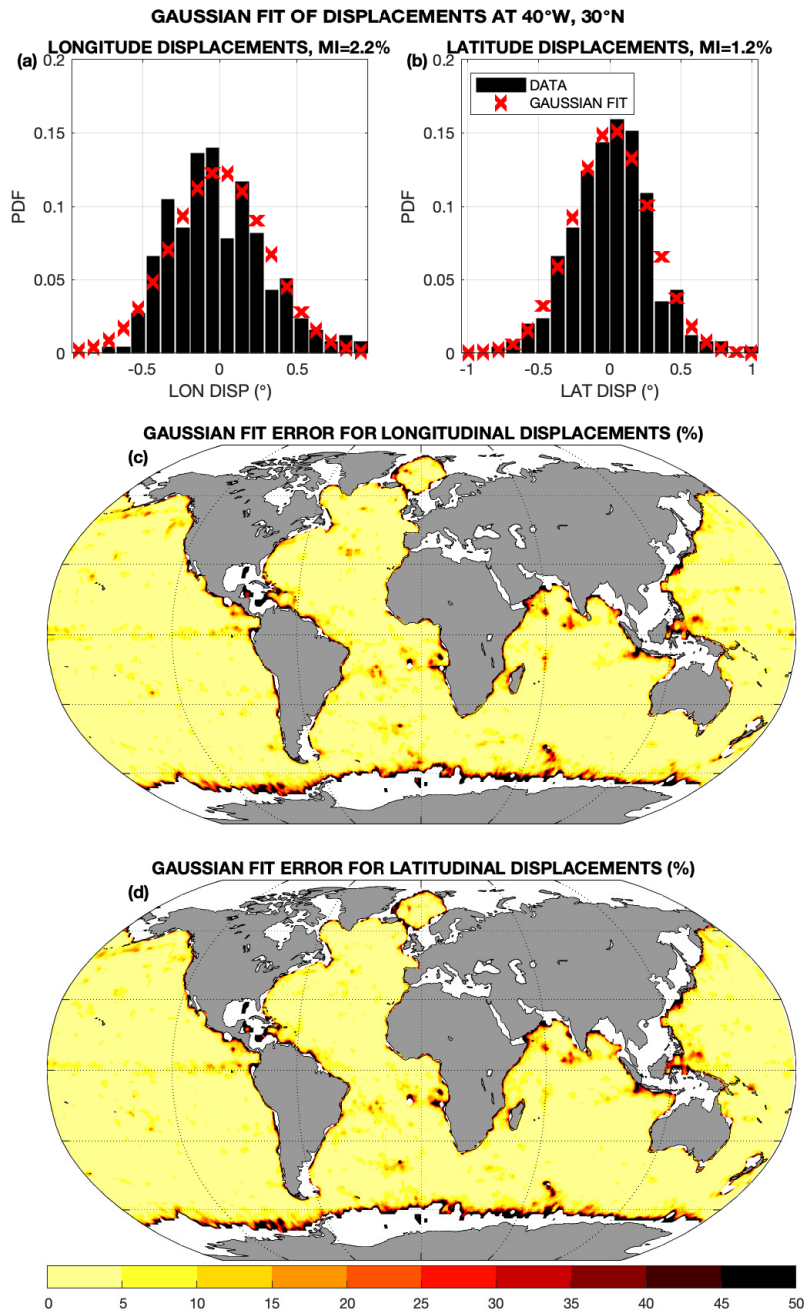 GAUSSIAN FIT OF DISPLACEMENTS AT 40°W, 30°N
LONGITUDE DISPLACEMENTS, MI=2.2%
(a)
0.2
0.15
0.1
0.05
0
PDF
-0.5 0 0.5
LON DISP (°)
LATITUDE DISPLACEMENTS, MI=1.2%
(b)
0.2
0.15
0.1
0.05
0
PDF
DATA
GAUSSIAN FIT
-1 -0.5 0 0.5 1
LAT DISP (°)
GAUSSIAN FIT ERROR FOR LONGITUDINAL DISPLACEMENTS (%)
(c)
GAUSSIAN FIT ERROR FOR LATITUDINAL DISPLACEMENTS (%)
(d)
0 5 10 15 20 25 30 35 40 45 50